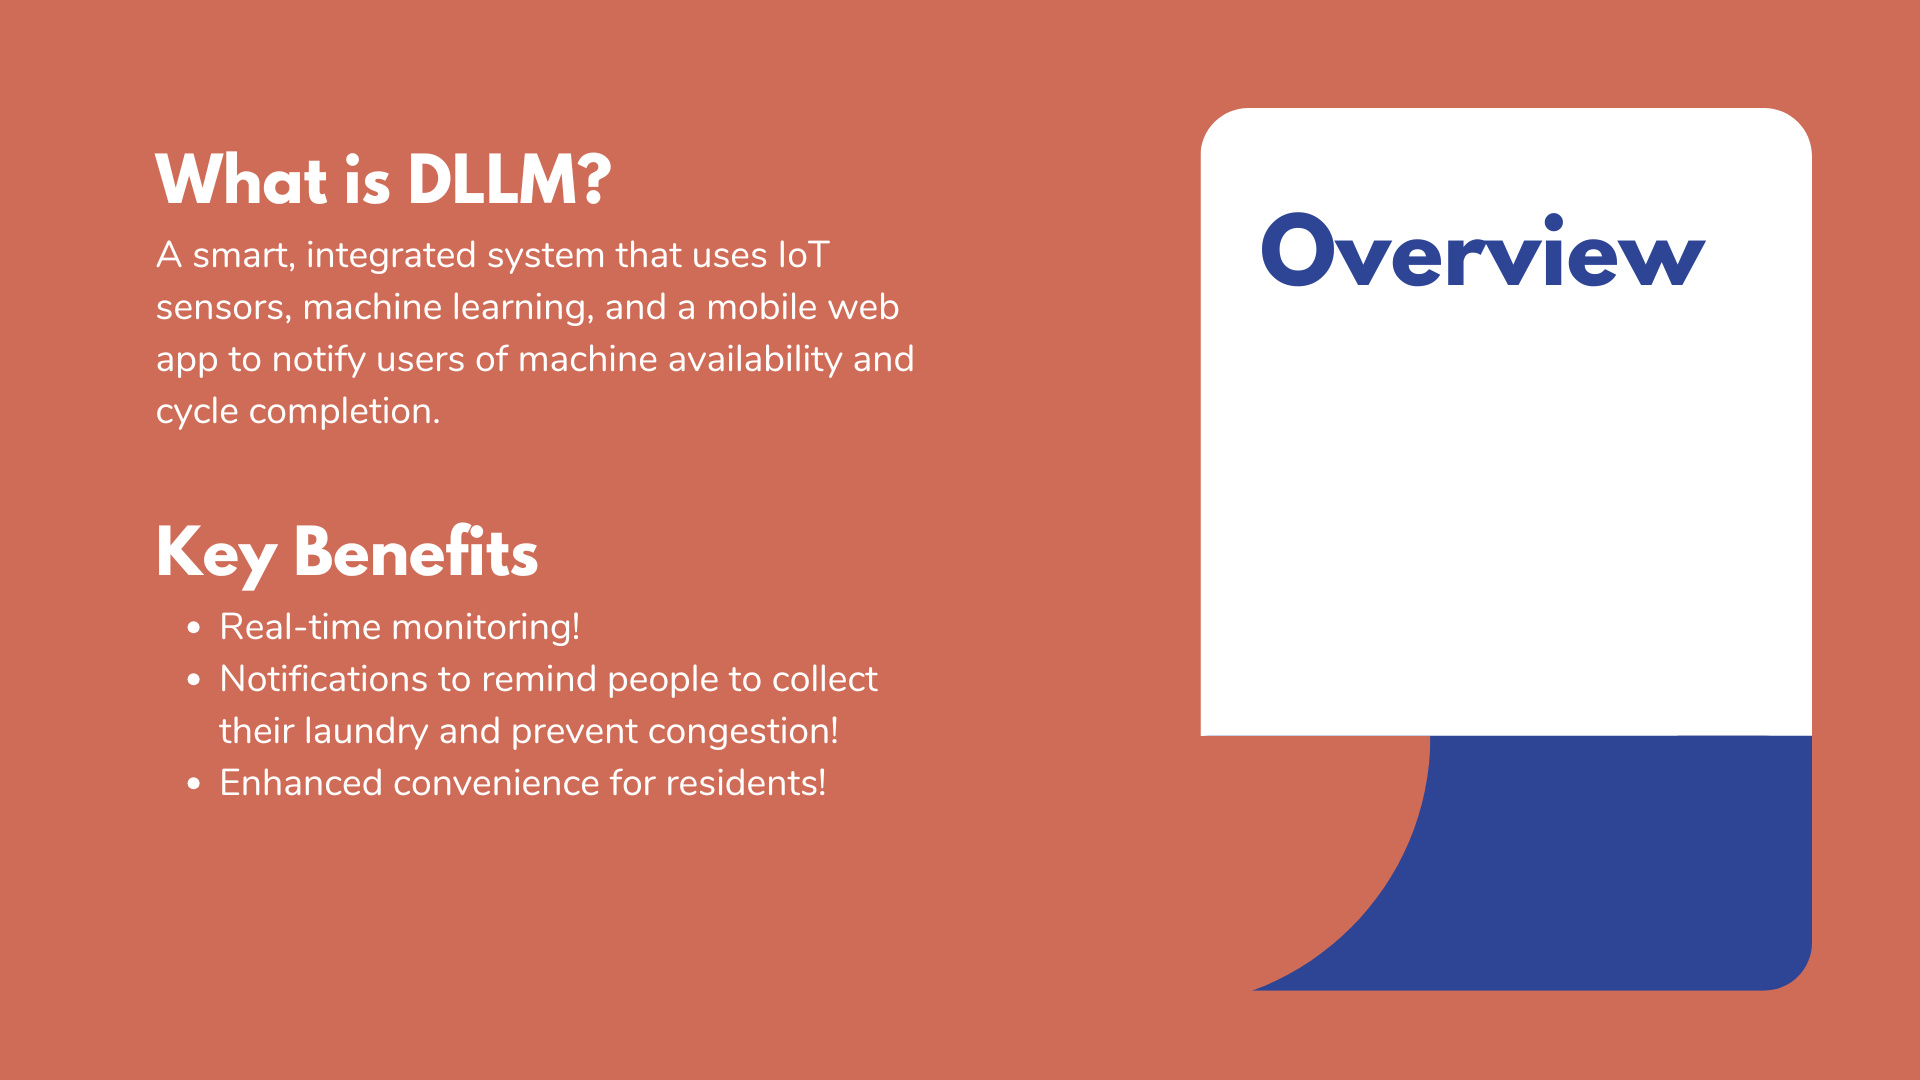 What is DLLM?
A smart, integrated system that uses IoT
sensors, machine learning, and a mobile web
app to notify users of machine availability and
cycle completion.
Key Benefits
• Real-time monitoring!
• Notifications to remind people to collect
their laundry and prevent congestion!
• Enhanced convenience for residents!
Overview